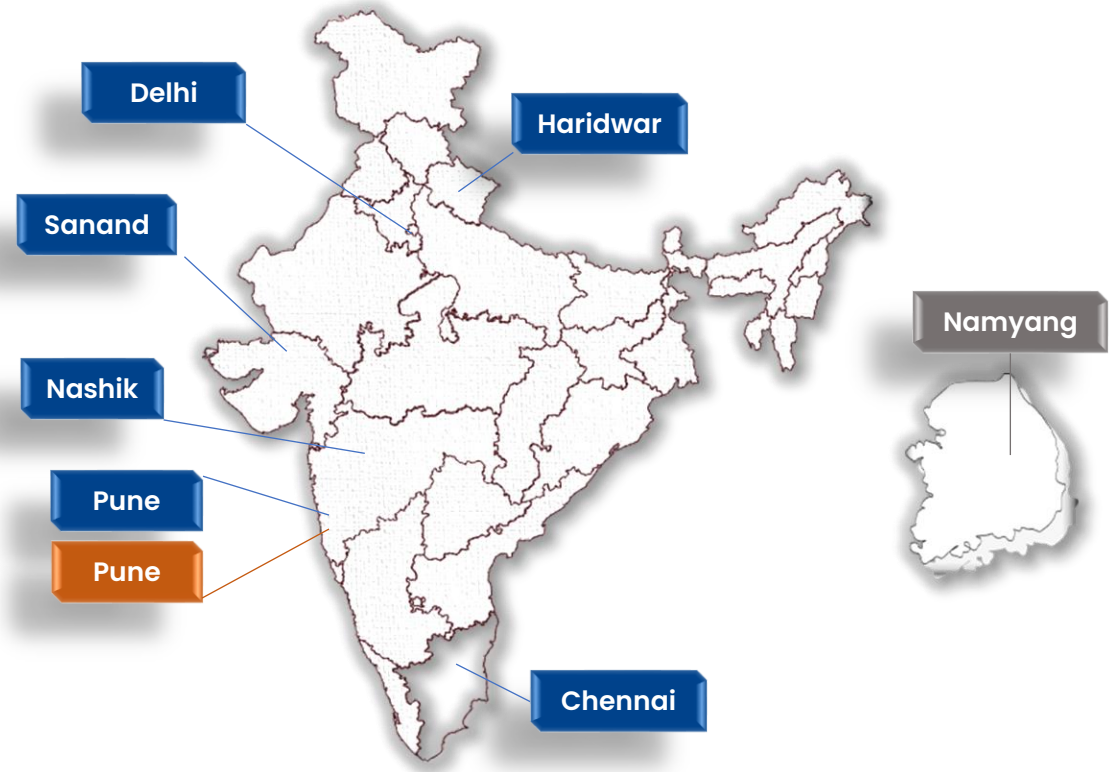 Delhi
Haridwar
Sanand
Namyang
Nashik
Pune
Pune
Chennai